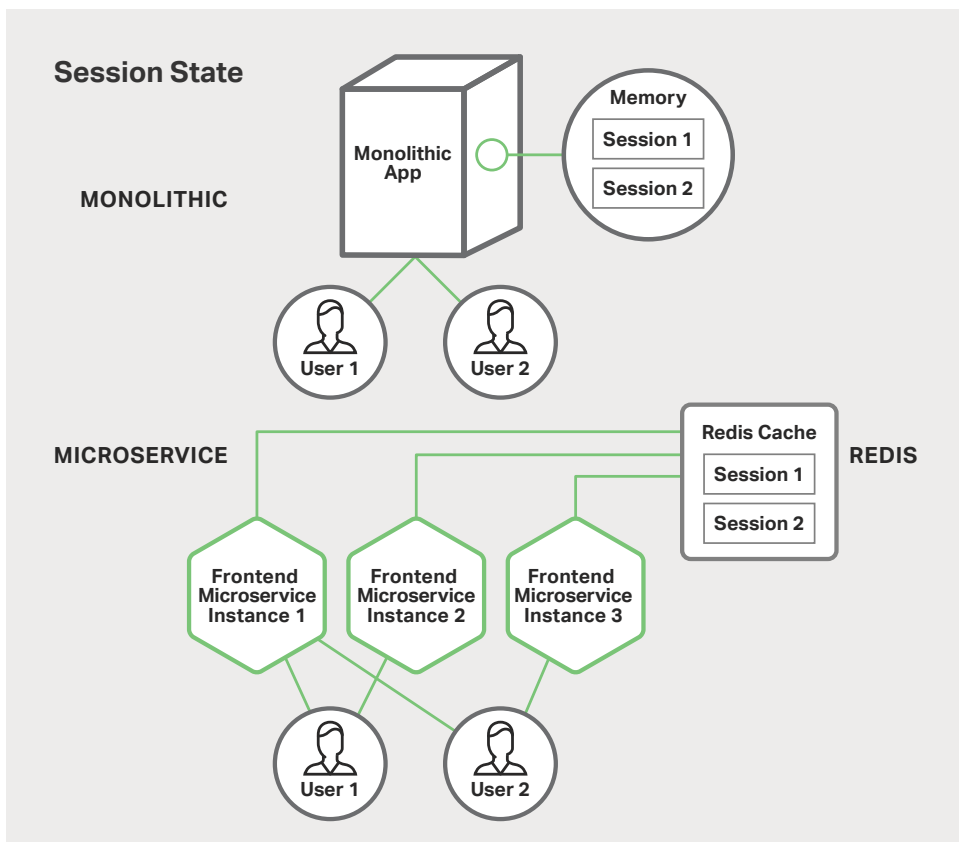 Session State
Memory
Session 1
Session 2
Monolithic
App
MONOLITHIC
User 1
User 2
MICROSERVICE
Redis Cache
Session 1
Session 2
REDIS
Frontend
Microservice
Instance 1
Frontend
Microservice
Instance 2
Frontend
Microservice
Instance 3
User 1
User 2